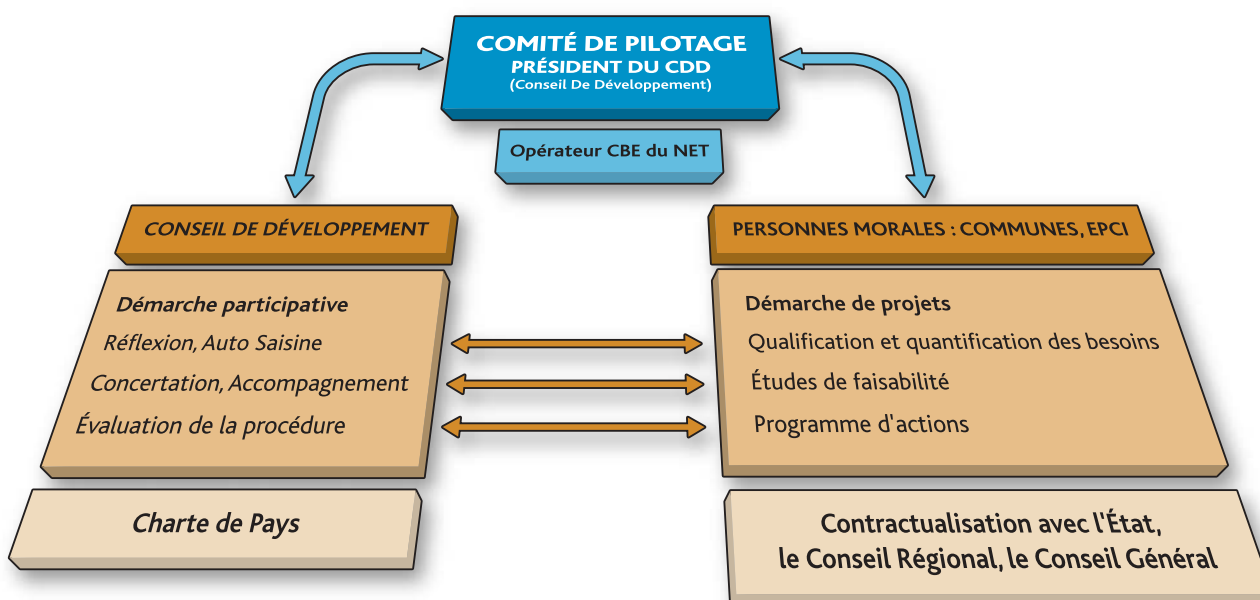 COMITÉ DE PILOTAGE
PRÉSIDENT DU CDD
(Conseil De Développement)
Opérateur CBE du NET
CONSEIL DE DÉVELOPPEMENT
Démarche participative
Réflexion, Auto Saisine
Concertation, Accompagnement
Évaluation de la procédure
Charte de Pays
PERSONNES MORALES : COMMUNES, EPCI
Démarche de projets
Qualification et quantification des besoins
Études de faisabilité
Programme d'actions
Contractualisation avec l'État,
le Conseil Régional, le Conseil Général